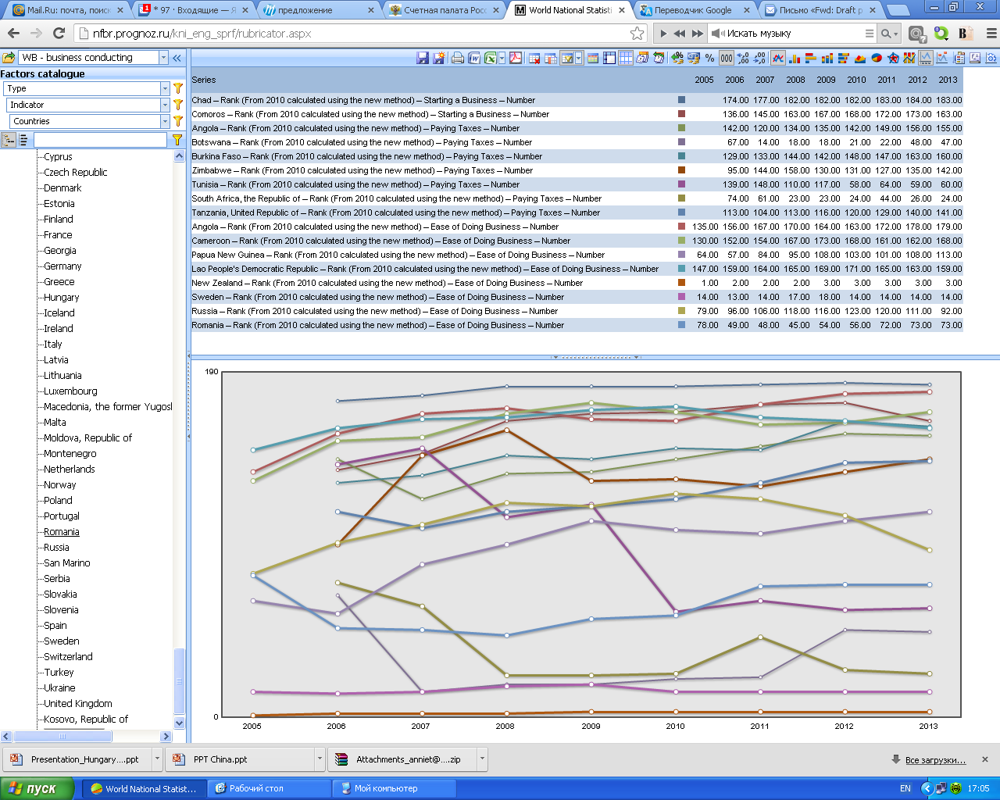 Mail.Ru: почта, поиск
* 97 · Входящие — Я
предложение
Счетная палата Росс
World National Statisti
Переводчик Google
Письмо «Fwd: Draft p
nfbr.prognoz.ru/kni_eng_sprf/rubricator.aspx
Искать музыку
WB - business conducting
Factors catalogue
Type
Indicator
Countries
Cyprus
Czech Republic
Denmark
Estonia
Finland
France
Georgia
Germany
Greece
Hungary
Iceland
Ireland
Italy
Latvia
Lithuania
Luxembourg
Macedonia, the former Yugosl
Malta
Moldova, Republic of
Montenegro
Netherlands
Norway
Poland
Portugal
Romania
Russia
San Marino
Serbia
Slovakia
Slovenia
Spain
Sweden
Switzerland
Turkey
Ukraine
United Kingdom
Kosovo, Republic of
Series 2005 2006 2007 2008 2009 2010 2011 2012 2013
Chad – Rank (From 2010 calculated using the new method) – Starting a Business – Number 174.00 177.00 182.00 182.00 182.00 183.00 184.00 183.00
Comoros – Rank (From 2010 calculated using the new method) – Starting a Business – Number 136.00 145.00 163.00 167.00 168.00 172.00 173.00 163.00
Angola – Rank (From 2010 calculated using the new method) – Paying Taxes – Number 142.00 120.00 134.00 135.00 142.00 149.00 156.00 155.00
Botswana – Rank (From 2010 calculated using the new method) – Paying Taxes – Number 67.00 14.00 18.00 18.00 21.00 22.00 48.00 47.00
Burkina Faso – Rank (From 2010 calculated using the new method) – Paying Taxes – Number 129.00 133.00 144.00 142.00 148.00 147.00 163.00 160.00
Zimbabwe – Rank (From 2010 calculated using the new method) – Paying Taxes – Number 95.00 144.00 158.00 130.00 131.00 127.00 135.00 142.00
Tunisia – Rank (From 2010 calculated using the new method) – Paying Taxes – Number 139.00 148.00 110.00 117.00 58.00 64.00 59.00 60.00
South Africa, the Republic of – Rank (From 2010 calculated using the new method) – Paying Taxes – Number 74.00 61.00 23.00 23.00 24.00 44.00 26.00 24.00
Tanzania, United Republic of – Rank (From 2010 calculated using the new method) – Paying Taxes – Number 113.00 104.00 113.00 116.00 120.00 129.00 140.00 141.00
Angola – Rank (From 2010 calculated using the new method) – Ease of Doing Business – Number 135.00 156.00 167.00 170.00 164.00 163.00 172.00 178.00 179.00
Cameroon – Rank (From 2010 calculated using the new method) – Ease of Doing Business – Number 130.00 152.00 154.00 167.00 173.00 168.00 161.00 162.00 168.00
Papua New Guinea – Rank (From 2010 calculated using the new method) – Ease of Doing Business – Number 64.00 57.00 84.00 95.00 108.00 103.00 101.00 108.00 113.00
Lao People's Democratic Republic – Rank (From 2010 calculated using the new method) – Ease of Doing Business – Number 147.00 159.00 164.00 165.00 169.00 171.00 165.00 163.00 159.00
New Zealand – Rank (From 2010 calculated using the new method) – Ease of Doing Business – Number 1.00 2.00 2.00 2.00 3.00 3.00 3.00 3.00 3.00
Sweden – Rank (From 2010 calculated using the new method) – Ease of Doing Business – Number 14.00 13.00 14.00 17.00 18.00 14.00 14.00 14.00 14.00
Russia – Rank (From 2010 calculated using the new method) – Ease of Doing Business – Number 79.00 96.00 106.00 118.00 116.00 123.00 120.00 111.00 92.00
Romania – Rank (From 2010 calculated using the new method) – Ease of Doing Business – Number 78.00 49.00 48.00 45.00 54.00 56.00 72.00 73.00 73.00
190
0
2005 2006 2007 2008 2009 2010 2011 2012 2013
Presentation_Hungary....ppt
PPT China.ppt
Attachments_anniet@....zip
Все загрузки...
пуск
World National Statist...
Рабочий стол
Мой компьютер
EN
17:05